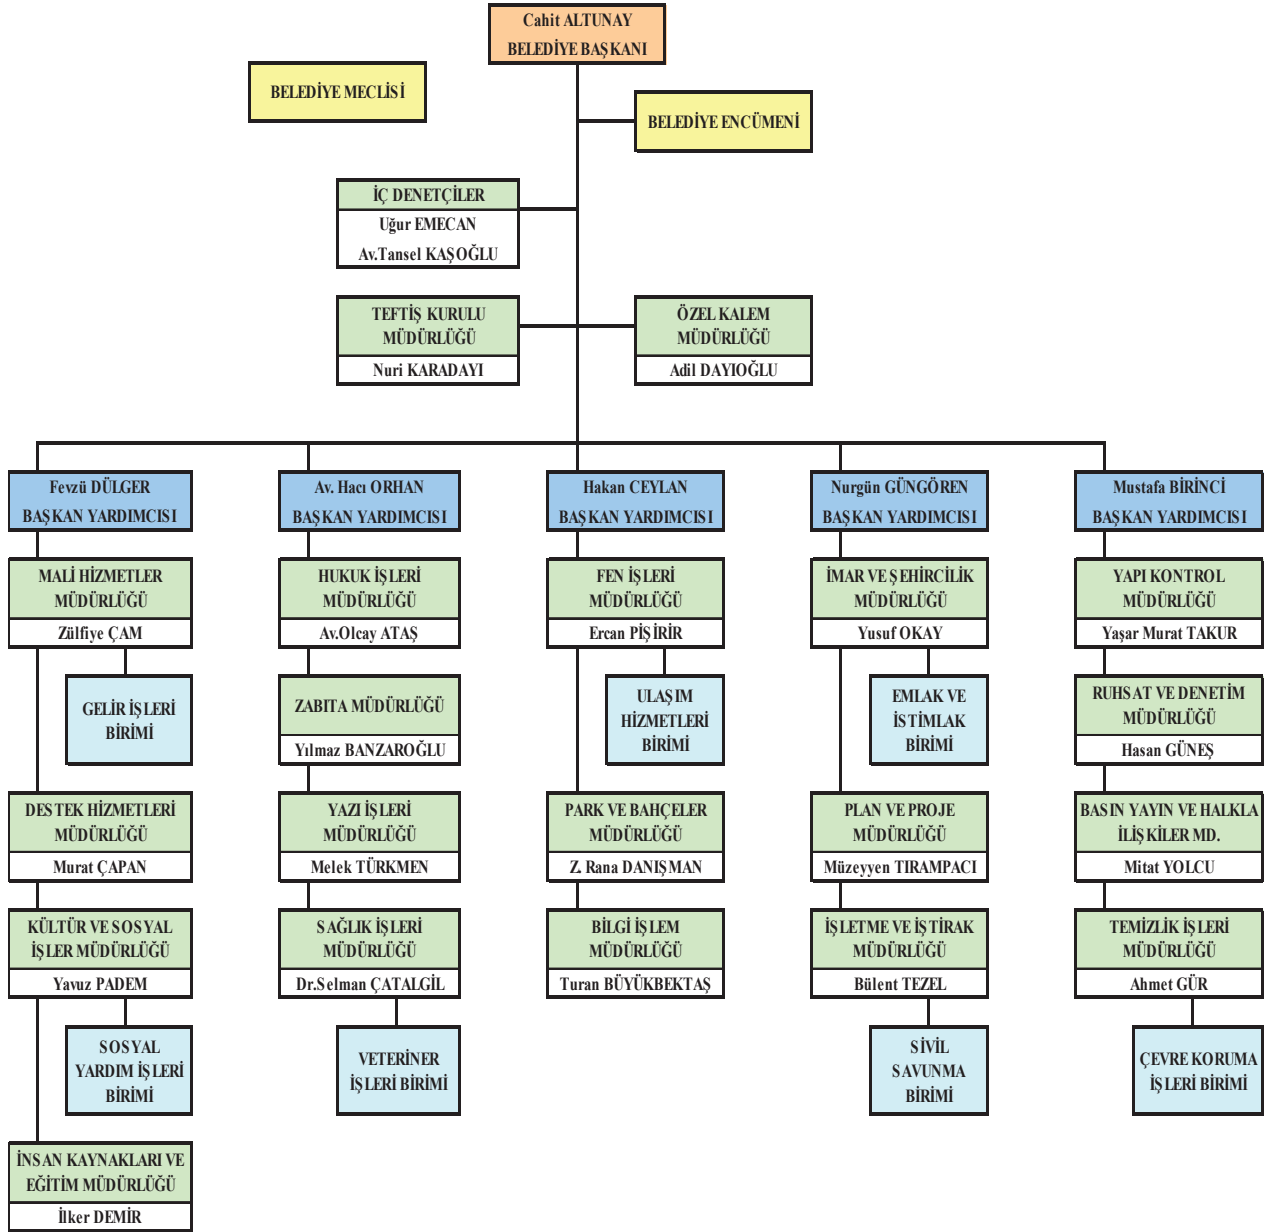 Cahit ALTUNAY
BELEDİYE BAŞKANI
BELEDİYE MECLİSİ
BELEDİYE ENCÜMENİ
İÇ DENETÇİLER
Uğur EMECAN
Av.Tansel KAŞOĞLU
TEFTİŞ KURULU
MÜDÜRLÜĞÜ
Nuri KARADAYI
ÖZEL KALEM
MÜDÜRLÜĞÜ
Adil DAYIOĞLU
Fevzü DÜLGER
BAŞKAN YARDIMCISI
MALİ HİZMETLER
MÜDÜRLÜĞÜ
Zülfiye ÇAM
GELİR İŞLERİ
BİRİMİ
DESTEK HİZMETLERİ
MÜDÜRLÜĞÜ
Murat ÇAPAN
KÜLTÜR VE SOSYAL
İŞLER MÜDÜRLÜĞÜ
Yavuz PADEM
SOSYAL
YARDIM İŞLERİ
BİRİMİ
İNSAN KAYNAKLARI VE
EĞİTİM MÜDÜRLÜĞÜ
İlker DEMİR
Av. Hacı ORHAN
BAŞKAN YARDIMCISI
HUKUK İŞLERİ
MÜDÜRLÜĞÜ
Av.Olcay ATAŞ
ZABITA MÜDÜRLÜĞÜ
Yılmaz BANZAROĞLU
YAZI İŞLERİ
MÜDÜRLÜĞÜ
Melek TÜRKMEN
SAĞLIK İŞLERİ
MÜDÜRLÜĞÜ
Dr.Selman ÇATALGİL
VETERİNER
İŞLERİ BİRİMİ
Hakan CEYLAN
BAŞKAN YARDIMCISI
FEN İŞLERİ
MÜDÜRLÜĞÜ
Ercan PİŞİRİR
ULAŞIM
HİZMETLERİ
BİRİMİ
PARK VE BAHÇELER
MÜDÜRLÜĞÜ
Z. Rana DANIŞMAN
BİLGİ İŞLEM
MÜDÜRLÜĞÜ
Turan BÜYÜKBEKTAŞ
Nurgün GÜNGÖREN
BAŞKAN YARDIMCISI
İMAR VE ŞEHİRCİLİK
MÜDÜRLÜĞÜ
Yusuf OKAY
EMLAK VE
İSTİMLAK
BİRİMİ
PLAN VE PROJE
MÜDÜRLÜĞÜ
Müzeyyen TIRAMPACI
İŞLETME VE İŞTİRAK
MÜDÜRLÜĞÜ
Bülent TEZEL
SİVİL
SAVUNMA
BİRİMİ
Mustafa BİRİNCİ
BAŞKAN YARDIMCISI
YAPI KONTROL
MÜDÜRLÜĞÜ
Yaşar Murat TAKUR
RUHSAT VE DENETİM
MÜDÜRLÜĞÜ
Hasan GÜNEŞ
BASIN YAYIN VE HALKLA
İLİŞKİLER MD.
Mitat YOLCU
TEMİZLİK İŞLERİ
MÜDÜRLÜĞÜ
Ahmet GÜR
ÇEVRE KORUMA
İŞLERİ BİRİMİ